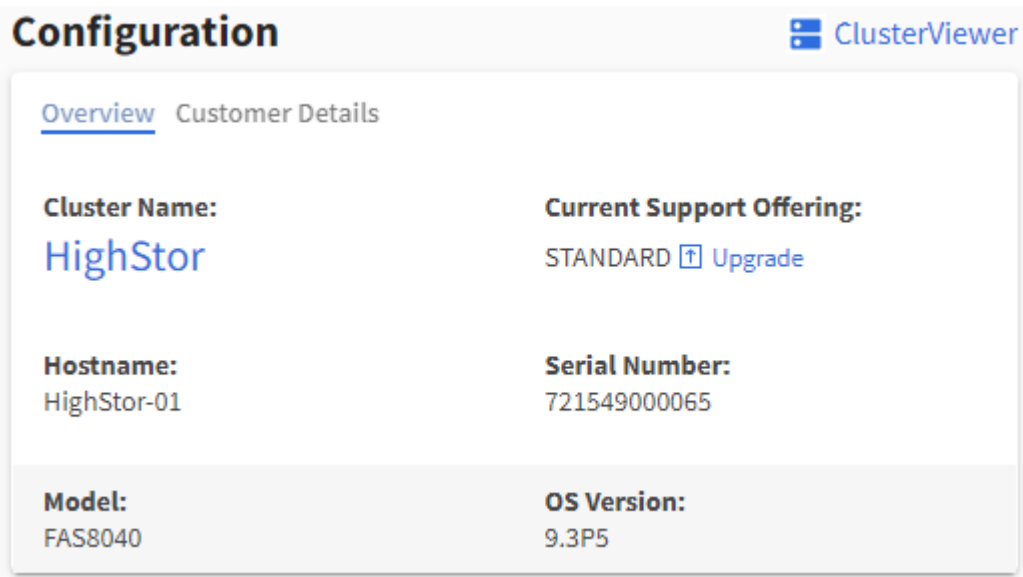 Configuration
ClusterViewer
Overview Customer Details
Cluster Name:
HighStor
Current Support Offering:
STANDARD Upgrade
Hostname:
HighStor-01
Serial Number:
721549000065
Model:
FAS8040
OS Version:
9.3P5